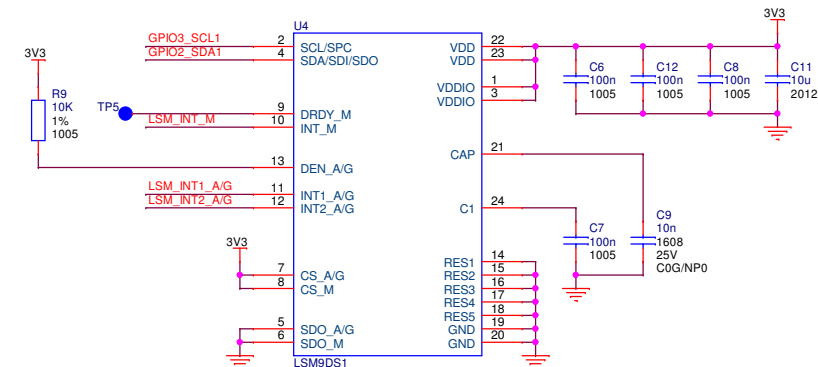 U4
3V3
GPIO3_SCL1 2 SCL/SPC VDD 22
GPIO2_SDA1 4 SDA/SDI/SDO VDD 23
3V3
R9
10K
1%
1005
C6
100n
1005
C12
100n
1005
C8
100n
1005
C11
10u
2012
VDDIO 1
VDDIO 3
TP5 9 DRDY_M
LSM_INT_M 10 INT_M
13 DEN_A/G
CAP 21
LSM_INT1_A/G 11 INT1_A/G
LSM_INT2_A/G 12 INT2_A/G
C1 24
C7
100n
1005
C9
10n
1608
25V
C0G/NP0
3V3
7 CS_A/G
8 CS_M
RES1 14
RES2 15
RES3 16
RES4 17
RES5 18
5 SDO_A/G GND 19
6 SDO_M GND 20
LSM9DS1